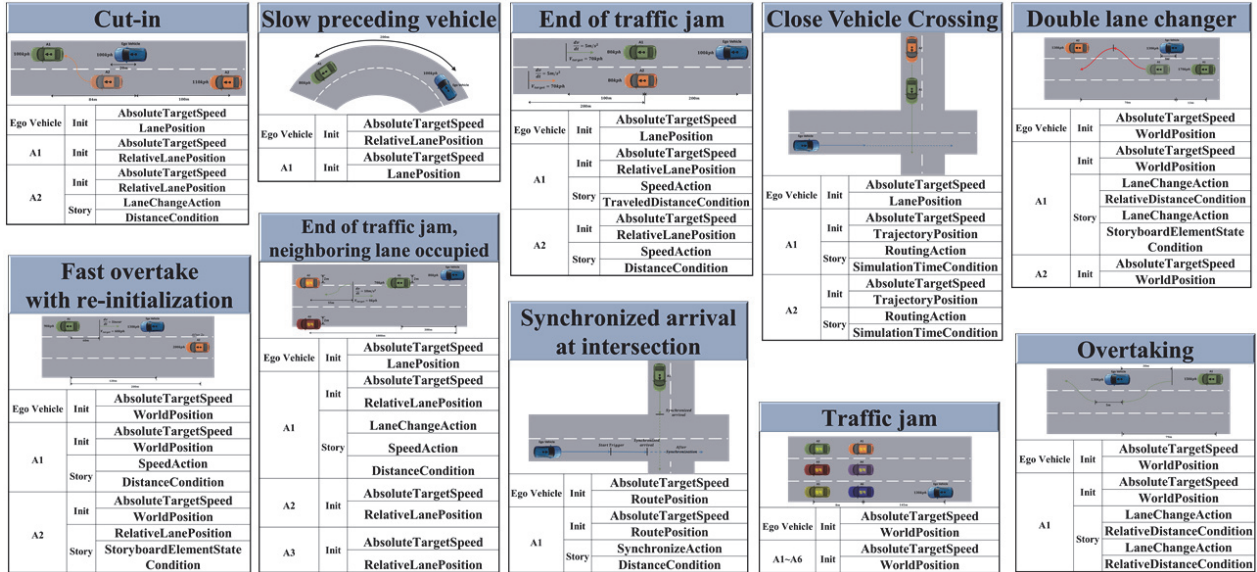 Cut-in
Ego Vehicle
Init
AbsoluteTargetSpeed
LanePosition
A1
Init
AbsoluteTargetSpeed
RelativeLanePosition
A2
Init
AbsoluteTargetSpeed
RelativeLanePosition
Story
LaneChangeAction
DistanceCondition
Slow preceding vehicle
Ego Vehicle
Init
AbsoluteTargetSpeed
RelativeLanePosition
A1
Init
AbsoluteTargetSpeed
LanePosition
End of traffic jam
Ego Vehicle
Init
AbsoluteTargetSpeed
LanePosition
A1
Init
AbsoluteTargetSpeed
RelativeLanePosition
Story
SpeedAction
TraveledDistanceCondition
A2
Init
AbsoluteTargetSpeed
RelativeLanePosition
Story
SpeedAction
DistanceCondition
Close Vehicle Crossing
Ego Vehicle
Init
AbsoluteTargetSpeed
LanePosition
A1
Init
AbsoluteTargetSpeed
TrajectoryPosition
Story
RoutingAction
SimulationTimeCondition
A2
Init
AbsoluteTargetSpeed
TrajectoryPosition
Story
RoutingAction
SimulationTimeCondition
Double lane changer
Ego Vehicle
Init
AbsoluteTargetSpeed
WorldPosition
A1
Init
AbsoluteTargetSpeed
WorldPosition
Story
LaneChangeAction
RelativeDistanceCondition
LaneChangeAction
StoryboardElementState
Condition
A2
Init
AbsoluteTargetSpeed
WorldPosition
Fast overtake
with re-initialization
Ego Vehicle
Init
AbsoluteTargetSpeed
WorldPosition
A1
Init
AbsoluteTargetSpeed
WorldPosition
Story
SpeedAction
DistanceCondition
A2
Init
AbsoluteTargetSpeed
WorldPosition
Story
RelativeLanePosition
StoryboardElementState
Condition
End of traffic jam,
neighboring lane occupied
Ego Vehicle
Init
AbsoluteTargetSpeed
LanePosition
A1
Init
AbsoluteTargetSpeed
RelativeLanePosition
Story
LaneChangeAction
SpeedAction
DistanceCondition
A2
Init
AbsoluteTargetSpeed
RelativeLanePosition
A3
Init
AbsoluteTargetSpeed
RelativeLanePosition
Synchronized arrival
at intersection
Ego Vehicle
Init
AbsoluteTargetSpeed
RoutePosition
A1
Init
AbsoluteTargetSpeed
RoutePosition
Story
SynchronizeAction
DistanceCondition
Traffic jam
Ego Vehicle
Init
AbsoluteTargetSpeed
WorldPosition
A1~A6
Init
AbsoluteTargetSpeed
WorldPosition
Overtaking
Ego Vehicle
Init
AbsoluteTargetSpeed
WorldPosition
A1
Init
AbsoluteTargetSpeed
WorldPosition
Story
LaneChangeAction
RelativeDistanceCondition
LaneChangeAction
RelativeDistanceCondition